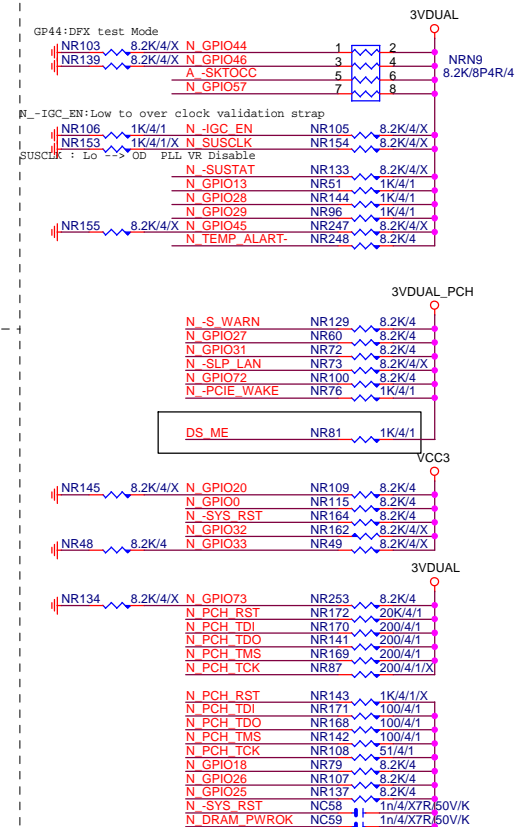 3VDUAL
GP44:DFX test Mode
NR103 8.2K/4/X N_GPIO44 1 2
NR139 8.2K/4/X N_GPIO46 3 4 NRN9
A_-SKTOCC 5 6 8.2K/8P4R/4
N_GPIO57 7 8
N_-IGC_EN:Low to over clock validation strap
NR106 1K/4/1 N_-IGC_EN NR105 8.2K/4/X
NR153 1K/4/1/X N_SUSCLK NR154 8.2K/4/X
SUSCLK : Lo --> OD PLL VR Disable
N_-SUSTAT NR133 8.2K/4/X
N_GPIO13 NR51 1K/4/1
N_GPIO28 NR144 1K/4/1
N_GPIO29 NR96 1K/4/1
NR155 8.2K/4/X N_GPIO45 NR247 8.2K/4/X
N_TEMP_ALART- NR248 8.2K/4
3VDUAL_PCH
N_-S_WARN NR129 8.2K/4
N_GPIO27 NR60 8.2K/4
N_GPIO31 NR72 8.2K/4
N_-SLP_LAN NR73 8.2K/4/X
N_GPIO72 NR100 8.2K/4
N_-PCIE_WAKE NR76 1K/4/1
DS_ME NR81 1K/4/1
VCC3
NR145 8.2K/4/X N_GPIO20 NR109 8.2K/4
N_GPIO0 NR115 8.2K/4
N_-SYS_RST NR164 8.2K/4
N_GPIO32 NR162 8.2K/4/X
NR48 8.2K/4 N_GPIO33 NR49 8.2K/4/X
3VDUAL
NR134 8.2K/4/X N_GPIO73 NR253 8.2K/4
N_PCH_RST NR172 20K/4/1
N_PCH_TDI NR170 200/4/1
N_PCH_TDO NR141 200/4/1
N_PCH_TMS NR169 200/4/1
N_PCH_TCK NR87 200/4/1/X
N_PCH_RST NR143 1K/4/1/X
N_PCH_TDI NR171 100/4/1
N_PCH_TDO NR168 100/4/1
N_PCH_TMS NR142 100/4/1
N_PCH_TCK NR108 51/4/1
N_GPIO18 NR79 8.2K/4
N_GPIO26 NR107 8.2K/4
N_GPIO25 NR137 8.2K/4
N_-SYS_RST NC58 1n/4/X7R/50V/K
N_DRAM_PWROK NC59 1n/4/X7R/50V/K